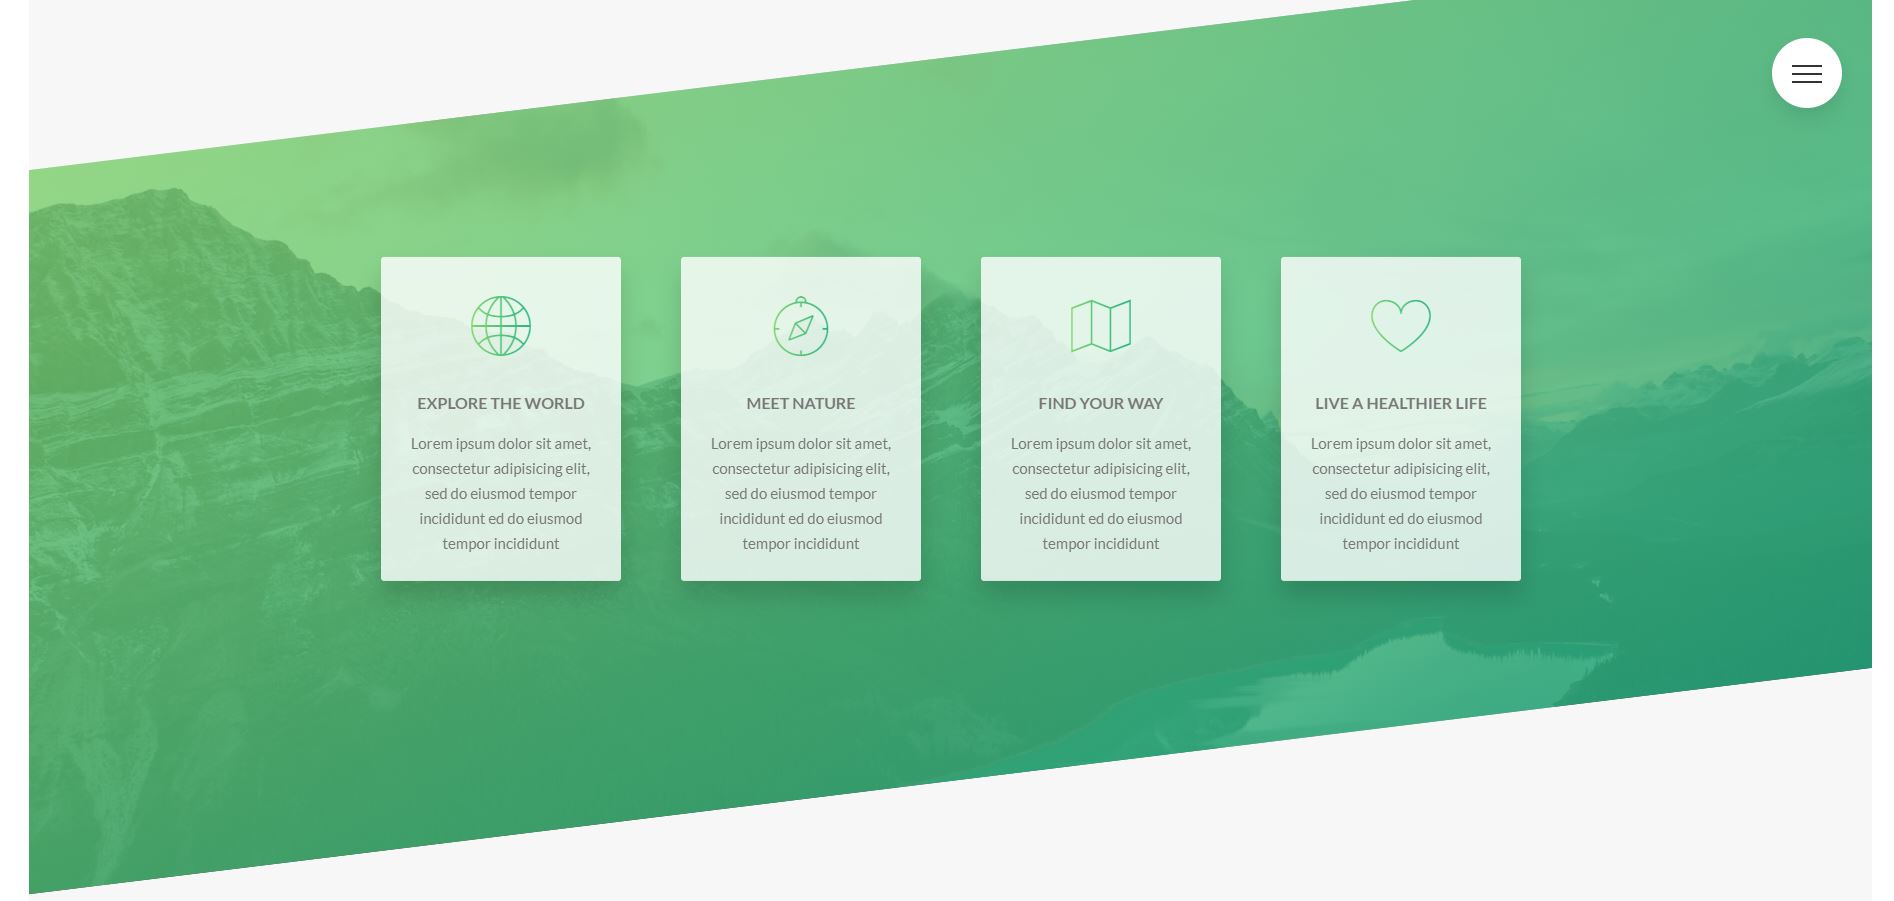 EXPLORE THE WORLD
Lorem ipsum dolor sit amet,
consectetur adipisicing elit,
sed do eiusmod tempor
incididunt ed do eiusmod
tempor incididunt
MEET NATURE
Lorem ipsum dolor sit amet,
consectetur adipisicing elit,
sed do eiusmod tempor
incididunt ed do eiusmod
tempor incididunt
FIND YOUR WAY
Lorem ipsum dolor sit amet,
consectetur adipisicing elit,
sed do eiusmod tempor
incididunt ed do eiusmod
tempor incididunt
LIVE A HEALTHIER LIFE
Lorem ipsum dolor sit amet,
consectetur adipisicing elit,
sed do eiusmod tempor
incididunt ed do eiusmod
tempor incididunt